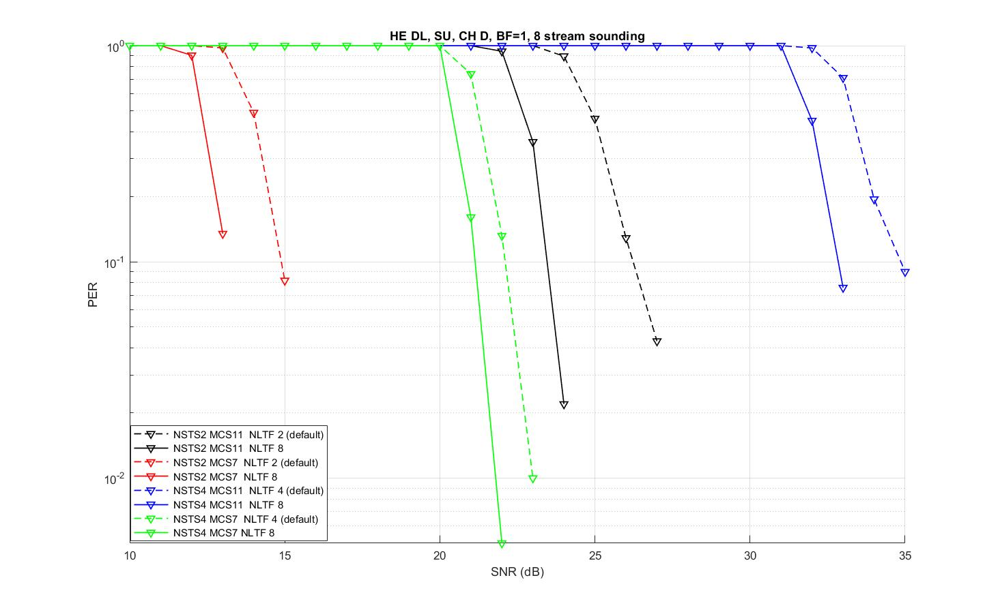 HE DL, SU, CH D, BF=1, 8 stream sounding
10^0
10^-1
10^-2
PER
NSTS2 MCS11 NLTF 2 (default)
NSTS2 MCS11 NLTF 8
NSTS2 MCS7 NLTF 2 (default)
NSTS2 MCS7 NLTF 8
NSTS4 MCS11 NLTF 4 (default)
NSTS4 MCS11 NLTF 8
NSTS4 MCS7 NLTF 4 (default)
NSTS4 MCS7 NLTF 8
10 15 20 25 30 35
SNR (dB)